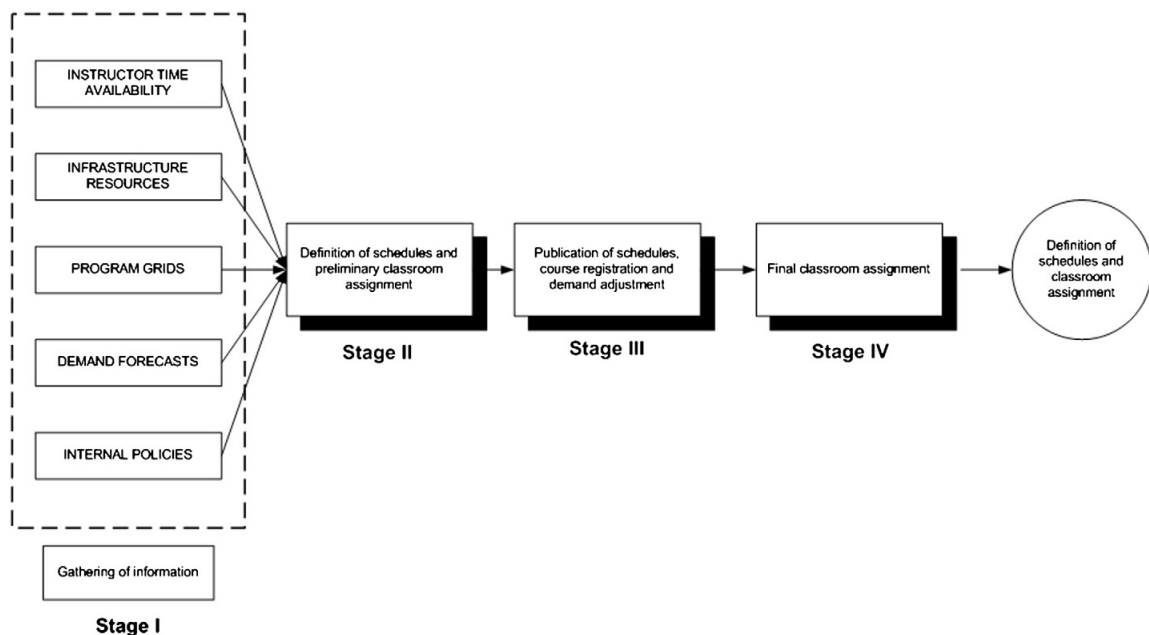 INSTRUCTOR TIME
AVAILABILITY
INFRASTRUCTURE
RESOURCES
PROGRAM GRIDS
DEMAND FORECASTS
INTERNAL POLICIES
Gathering of information
Stage I
Definition of schedules and
preliminary classroom
assignment
Stage II
Publication of schedules,
course registration and
demand adjustment
Stage III
Final classroom assignment
Stage IV
Definition of
schedules and
classroom
assignment